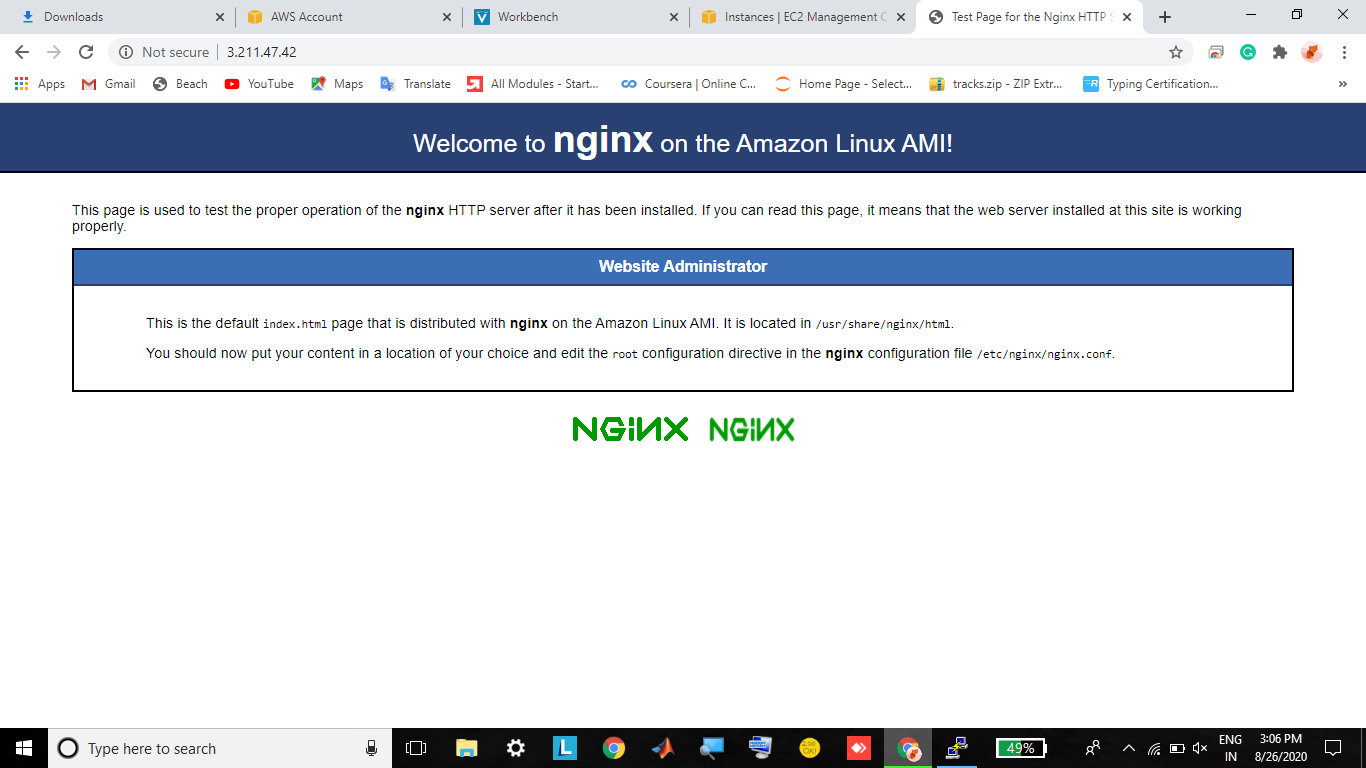 Downloads
AWS Account
Workbench
Instances | EC2 Management C
Test Page for the Nginx HTTP S
Not secure
3.211.47.42
Apps
Gmail
Beach
YouTube
Maps
Translate
All Modules - Start...
Coursera | Online C...
Home Page - Select...
tracks.zip - ZIP Extr...
Typing Certification...
Welcome to nginx on the Amazon Linux AMI!
This page is used to test the proper operation of the nginx HTTP server after it has been installed. If you can read this page, it means that the web server installed at this site is working
properly.
Website Administrator
This is the default index.html page that is distributed with nginx on the Amazon Linux AMI. It is located in /usr/share/nginx/html.
You should now put your content in a location of your choice and edit the root configuration directive in the nginx configuration file /etc/nginx/nginx.conf.
NGiNX NGiNX
Type here to search
L
49%
ENG
IN
3:06 PM
8/26/2020